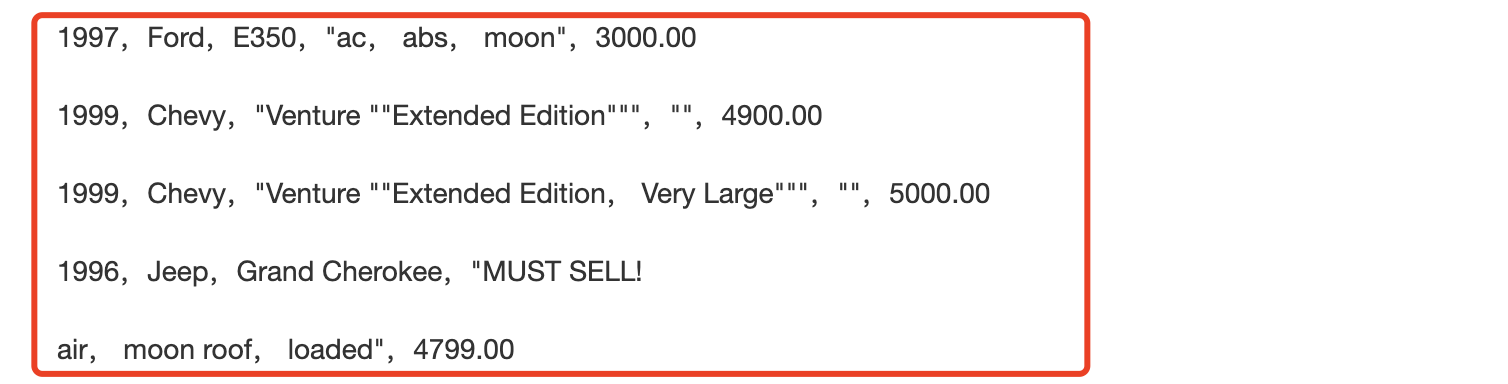 1997，Ford，E350，"ac， abs， moon"，3000.00
1999，Chevy，"Venture ""Extended Edition"""，""，4900.00
1999，Chevy，"Venture ""Extended Edition， Very Large"""，""，5000.00
1996，Jeep，Grand Cherokee，"MUST SELL!
air， moon roof， loaded"，4799.00